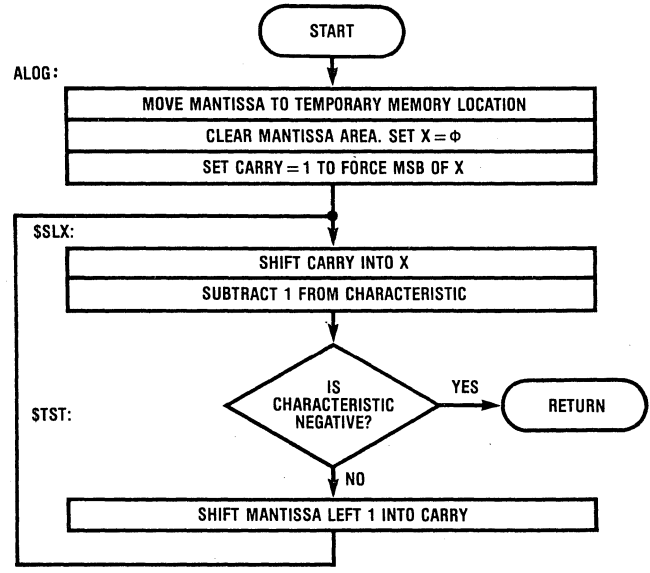 START
ALOG:
MOVE MANTISSA TO TEMPORARY MEMORY LOCATION
CLEAR MANTISSA AREA. SET X = Φ
SET CARRY = 1 TO FORCE MSB OF X
$SLX:
SHIFT CARRY INTO X
SUBTRACT 1 FROM CHARACTERISTIC
$TST:
IS
CHARACTERISTIC
NEGATIVE?
YES
RETURN
NO
SHIFT MANTISSA LEFT 1 INTO CARRY